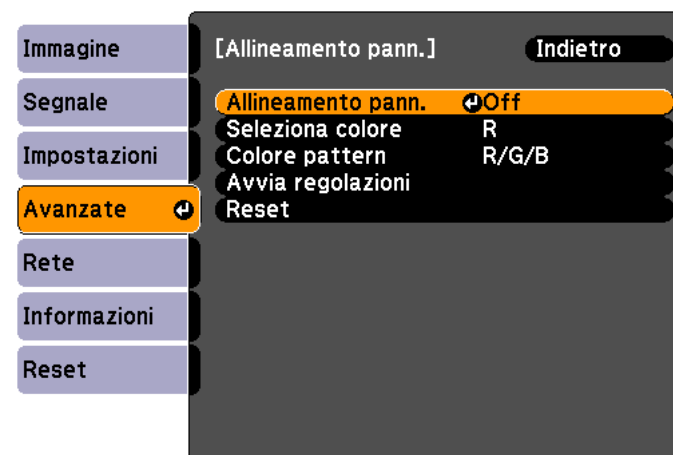 Immagine
Segnale
Impostazioni
Avanzate
Rete
Informazioni
Reset
[Allineamento pann.] Indietro
Allineamento pann. Off
Seleziona colore R
Colore pattern R/G/B
Avvia regolazioni
Reset